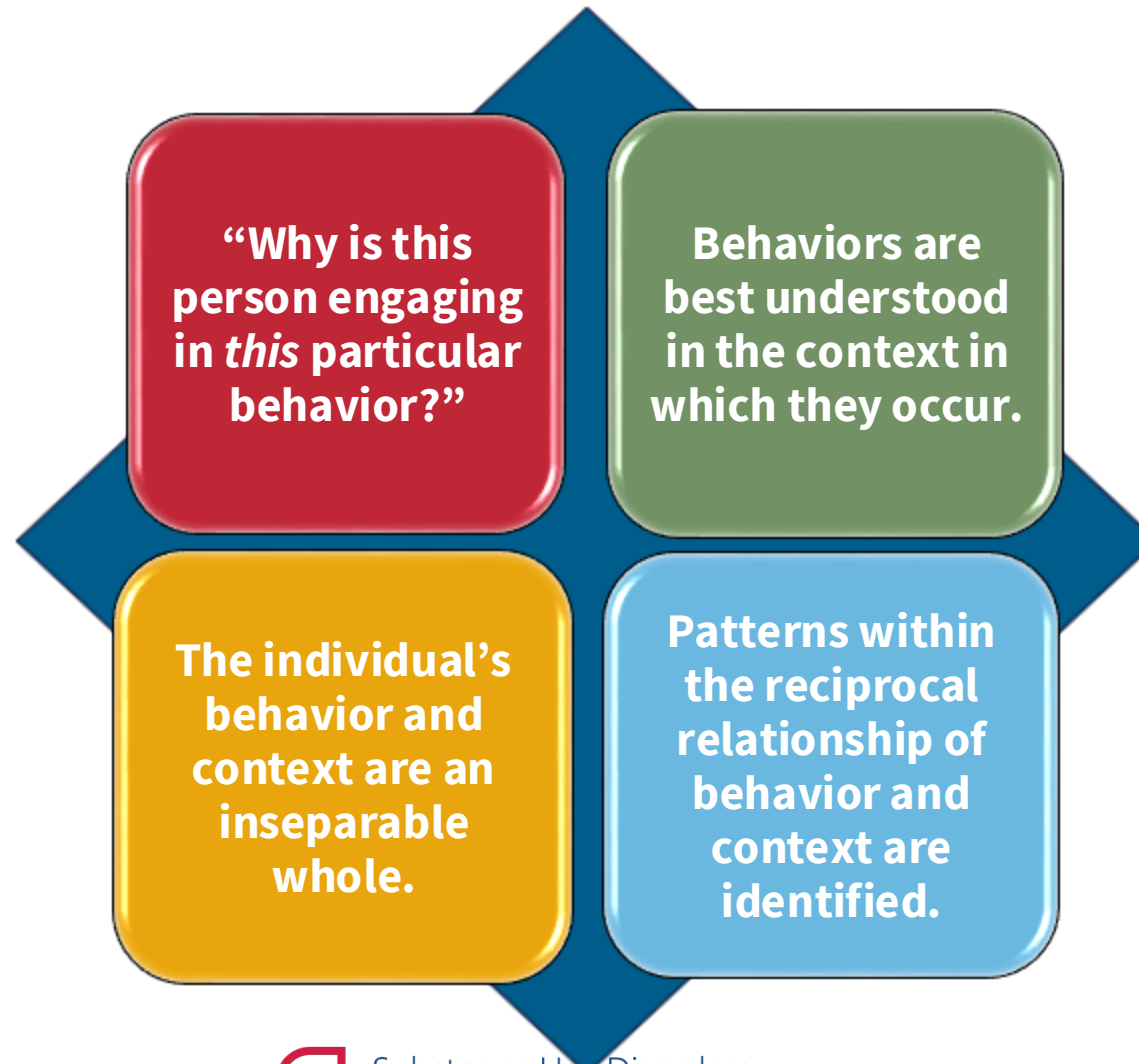 “Why is this
person engaging
in this particular
behavior?”
Behaviors are
best understood
in the context in
which they occur.
The individual’s
behavior and
context are an
inseparable
whole.
Patterns within
the reciprocal
relationship of
behavior and
context are
identified.